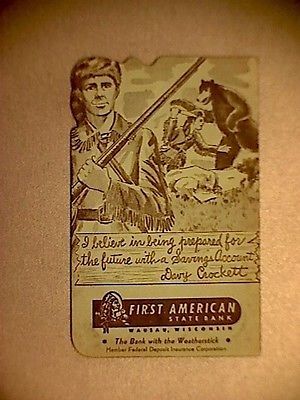 I believe in being prepared for
the future with a Savings Account
Davy Crockett
FIRST AMERICAN
STATE BANK
WAUSAU, WISCONSIN
• The Bank with the Weatherstick •
Member Federal Deposit Insurance Corporation